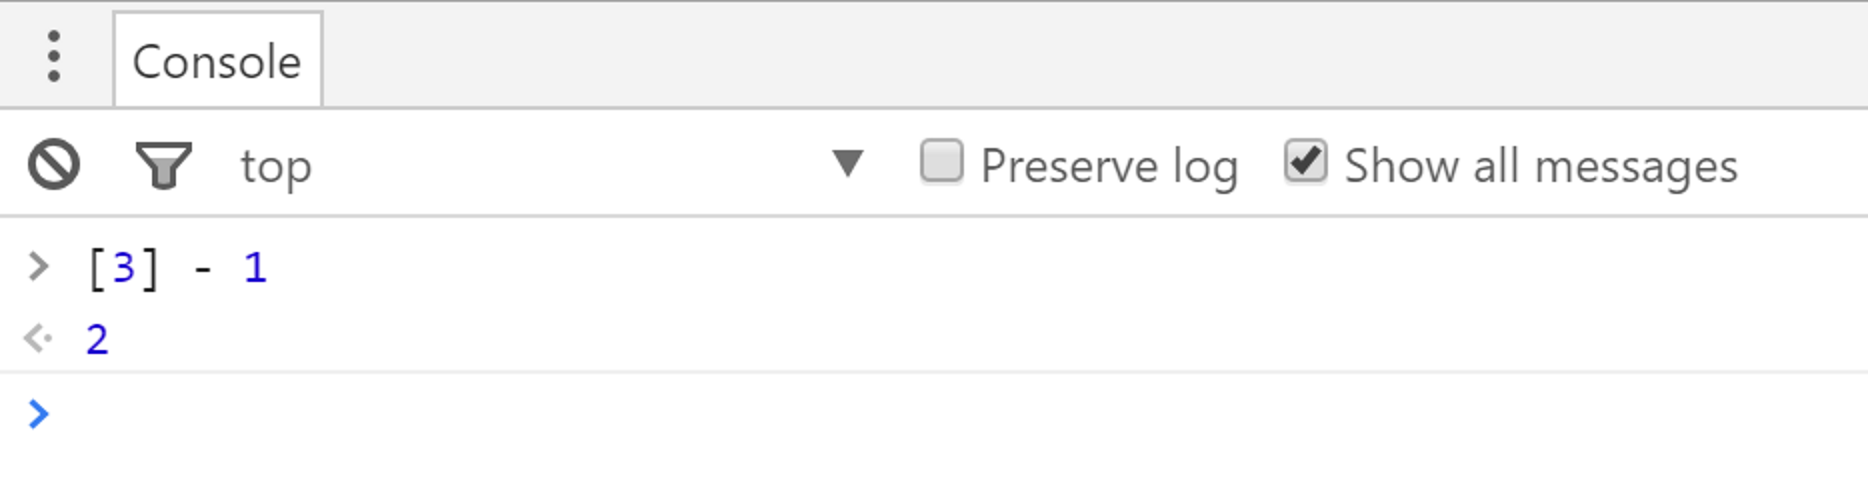 Console
top Preserve log Show all messages
> [3] - 1
2
>